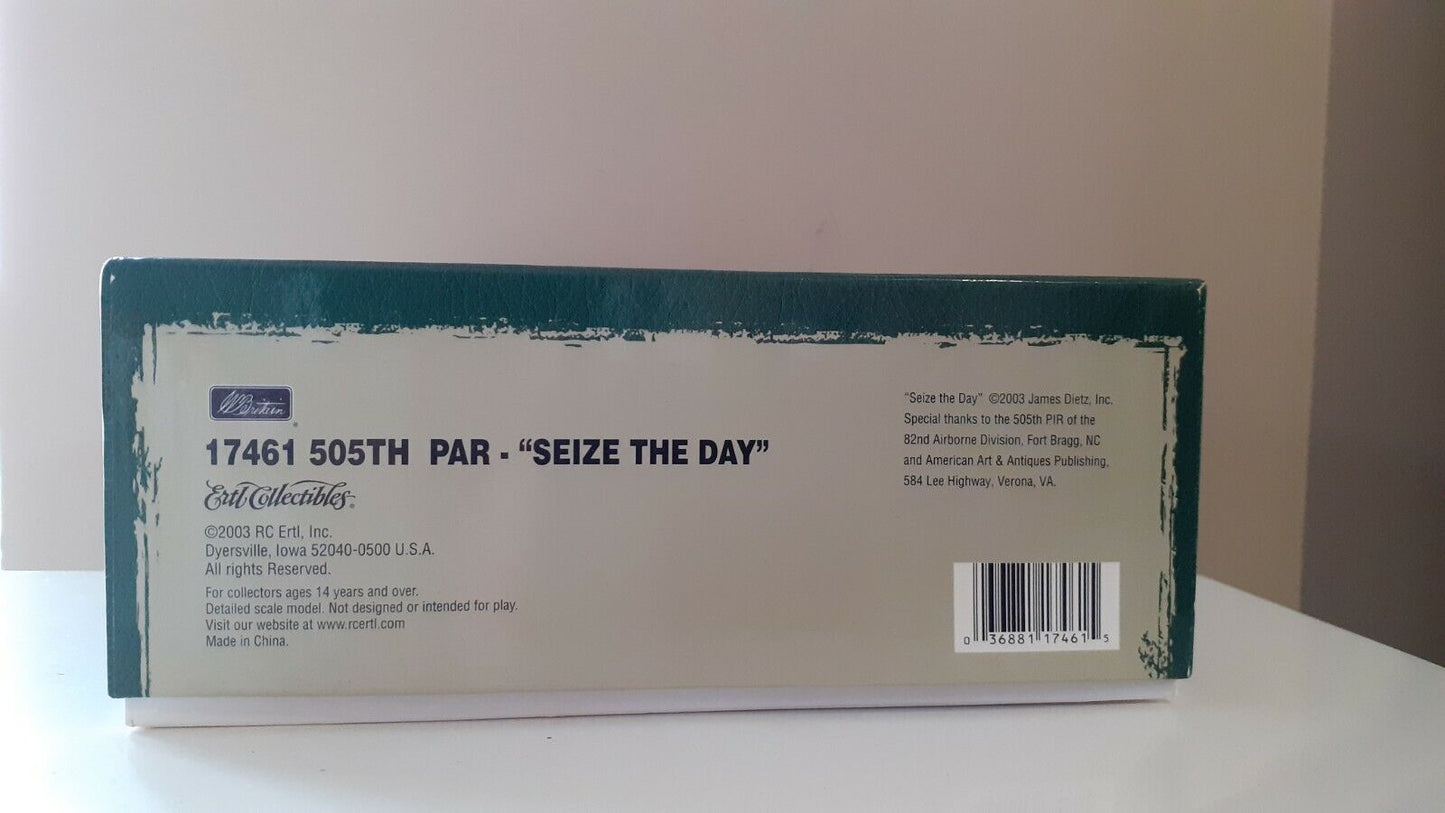 WBritain
17461 505TH PAR - “SEIZE THE DAY”
Ertl Collectibles®
©2003 RC Ertl, Inc.
Dyersville, Iowa 52040-0500 U.S.A.
All rights Reserved.
For collectors ages 14 years and over.
Detailed scale model. Not designed or intended for play.
Visit our website at www.rcertl.com
Made in China.
“Seize the Day” ©2003 James Dietz, Inc.
Special thanks to the 505th PIR of the
82nd Airborne Division, Fort Bragg, NC
and American Art & Antiques Publishing,
584 Lee Highway, Verona, VA.
0 36881 17461 5